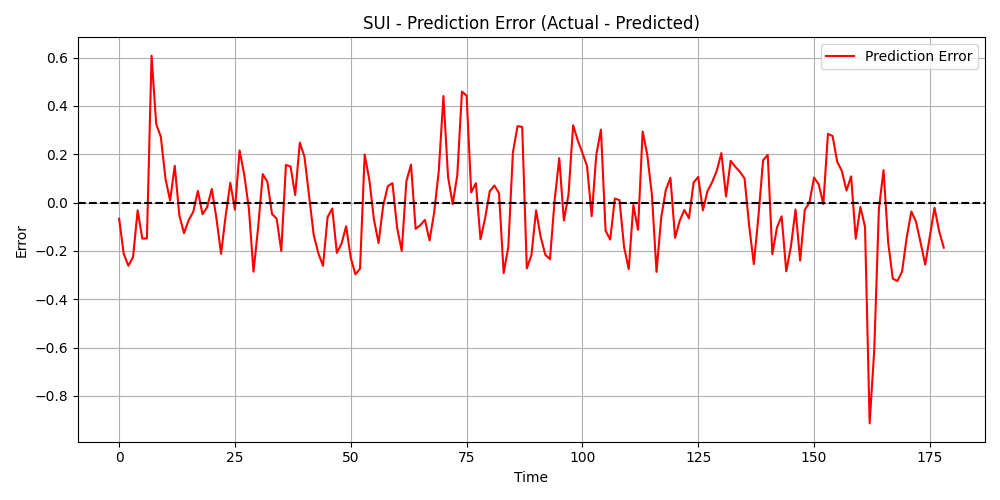 SUI - Prediction Error (Actual - Predicted)
Prediction Error
0.6
0.4
0.2
0.0
−0.2
−0.4
−0.6
−0.8
Error
0 25 50 75 100 125 150 175
Time